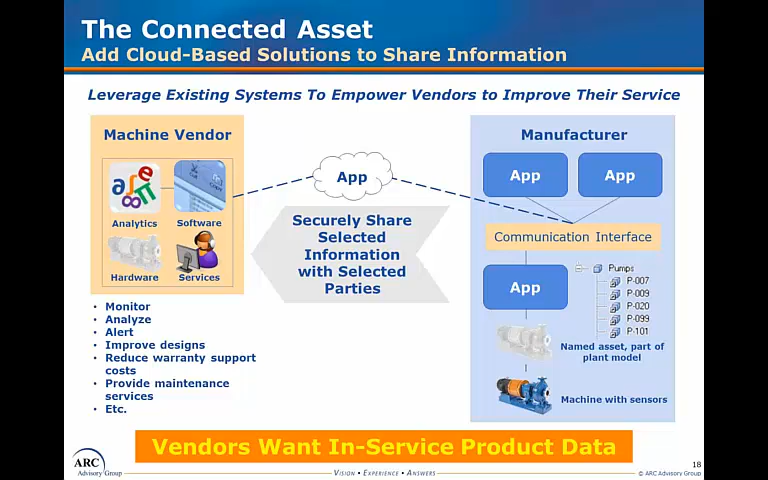 The Connected Asset
Add Cloud-Based Solutions to Share Information
Leverage Existing Systems To Empower Vendors to Improve Their Service
Machine Vendor
Analytics
Software
Hardware
Services
• Monitor
• Analyze
• Alert
• Improve designs
• Reduce warranty support
costs
• Provide maintenance
services
• Etc.
App
Securely Share
Selected
Information
with Selected
Parties
Manufacturer
App
App
Communication Interface
App
Pumps
P-007
P-009
P-020
P-099
P-101
Named asset, part of
plant model
Machine with sensors
Vendors Want In-Service Product Data
ARC
Advisory Group
VISION • EXPERIENCE • ANSWERS
18
© ARC Advisory Group